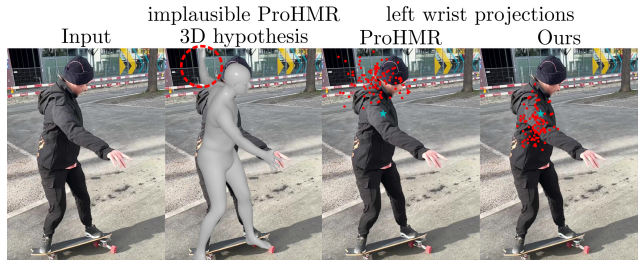 implausible ProHMR
left wrist projections
Input
3D hypothesis
ProHMR
Ours